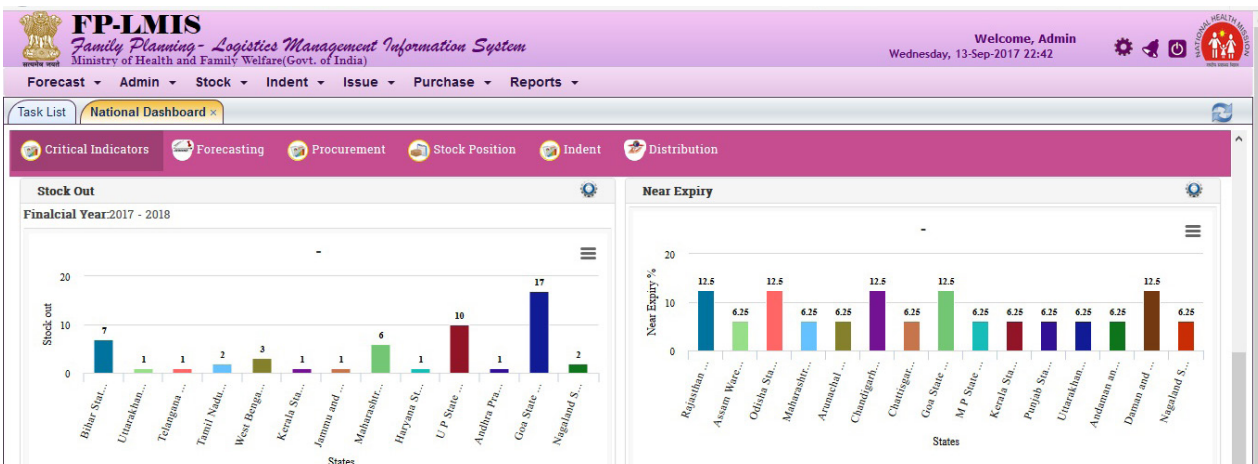 FP-LMIS
Family Planning- Logistics Management Information System
Ministry of Health and Family Welfare(Govt. of India)
सत्यमेव जयते
Welcome, Admin
Wednesday, 13-Sep-2017 22:42
NATIONAL HEALTH MISSION
Forecast Admin Stock Indent Issue Purchase Reports
Task List National Dashboard ×
Critical Indicators Forecasting Procurement Stock Position Indent Distribution
Stock Out
Finalcial Year:2017 - 2018
-
20
10
0
Stock out
7 1 1 2 3 1 1 6 1 10 1 17 2
Bihar Stat... Uttarakhan... Telangana ... Tamil Nadu... West Benga... Kerala Sta... Jammu and ... Maharashtr... Haryana St... U P State ... Andhra Pra... Goa State ... Nagaland S...
States
Near Expiry
-
20
10
0
Near Expiry %
12.5 6.25 12.5 6.25 6.25 12.5 6.25 12.5 6.25 6.25 6.25 6.25 6.25 12.5 6.25
Rajasthan ... Assam Ware... Odisha Sta... Maharashtr... Arunachal ... Chandigarh... Chattisgar... Goa State ... M P State ... Kerala Sta... Punjab Sta... Uttarakhan... Andaman an... Daman and ... Nagaland S...
States